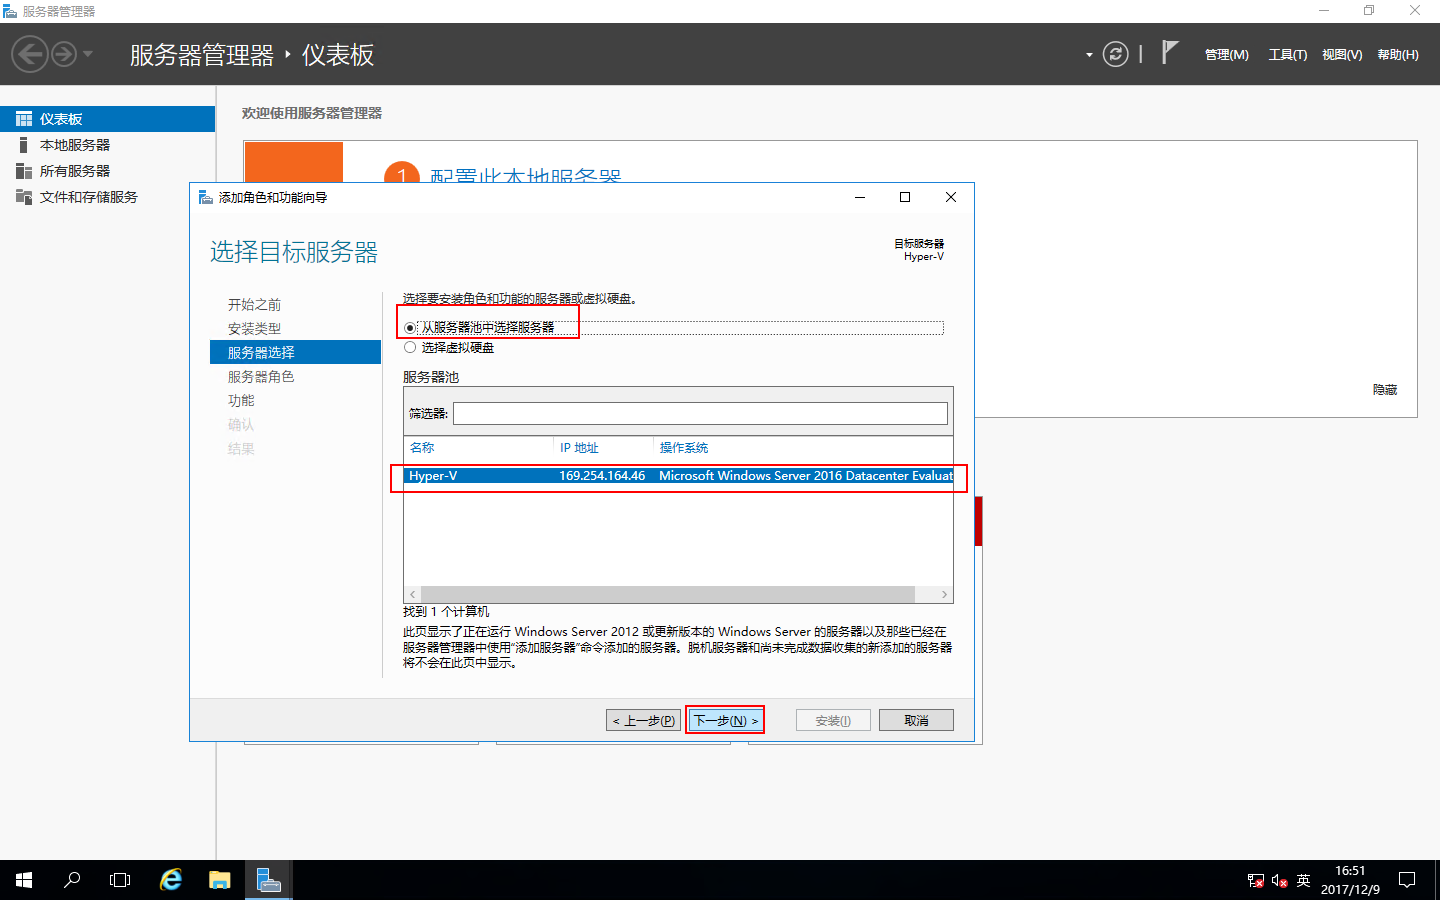 服务器管理器
服务器管理器 ‣ 仪表板
管理(M) 工具(T) 视图(V) 帮助(H)
仪表板
本地服务器
所有服务器
文件和存储服务
欢迎使用服务器管理器
1 配置此本地服务器
隐藏
添加角色和功能向导
选择目标服务器
目标服务器
Hyper-V
开始之前
安装类型
服务器选择
服务器角色
功能
确认
结果
选择要安装角色和功能的服务器或虚拟硬盘。
从服务器池中选择服务器
选择虚拟硬盘
服务器池
筛选器:
名称 IP 地址 操作系统
Hyper-V 169.254.164.46 Microsoft Windows Server 2016 Datacenter Evaluat
找到 1 个计算机
此页显示了正在运行 Windows Server 2012 或更新版本的 Windows Server 的服务器以及那些已经在
服务器管理器中使用"添加服务器"命令添加的服务器。脱机服务器和尚未完成数据收集的新添加的服务器
将不会在此页中显示。
< 上一步(P) 下一步(N) > 安装(I) 取消
英
16:51
2017/12/9